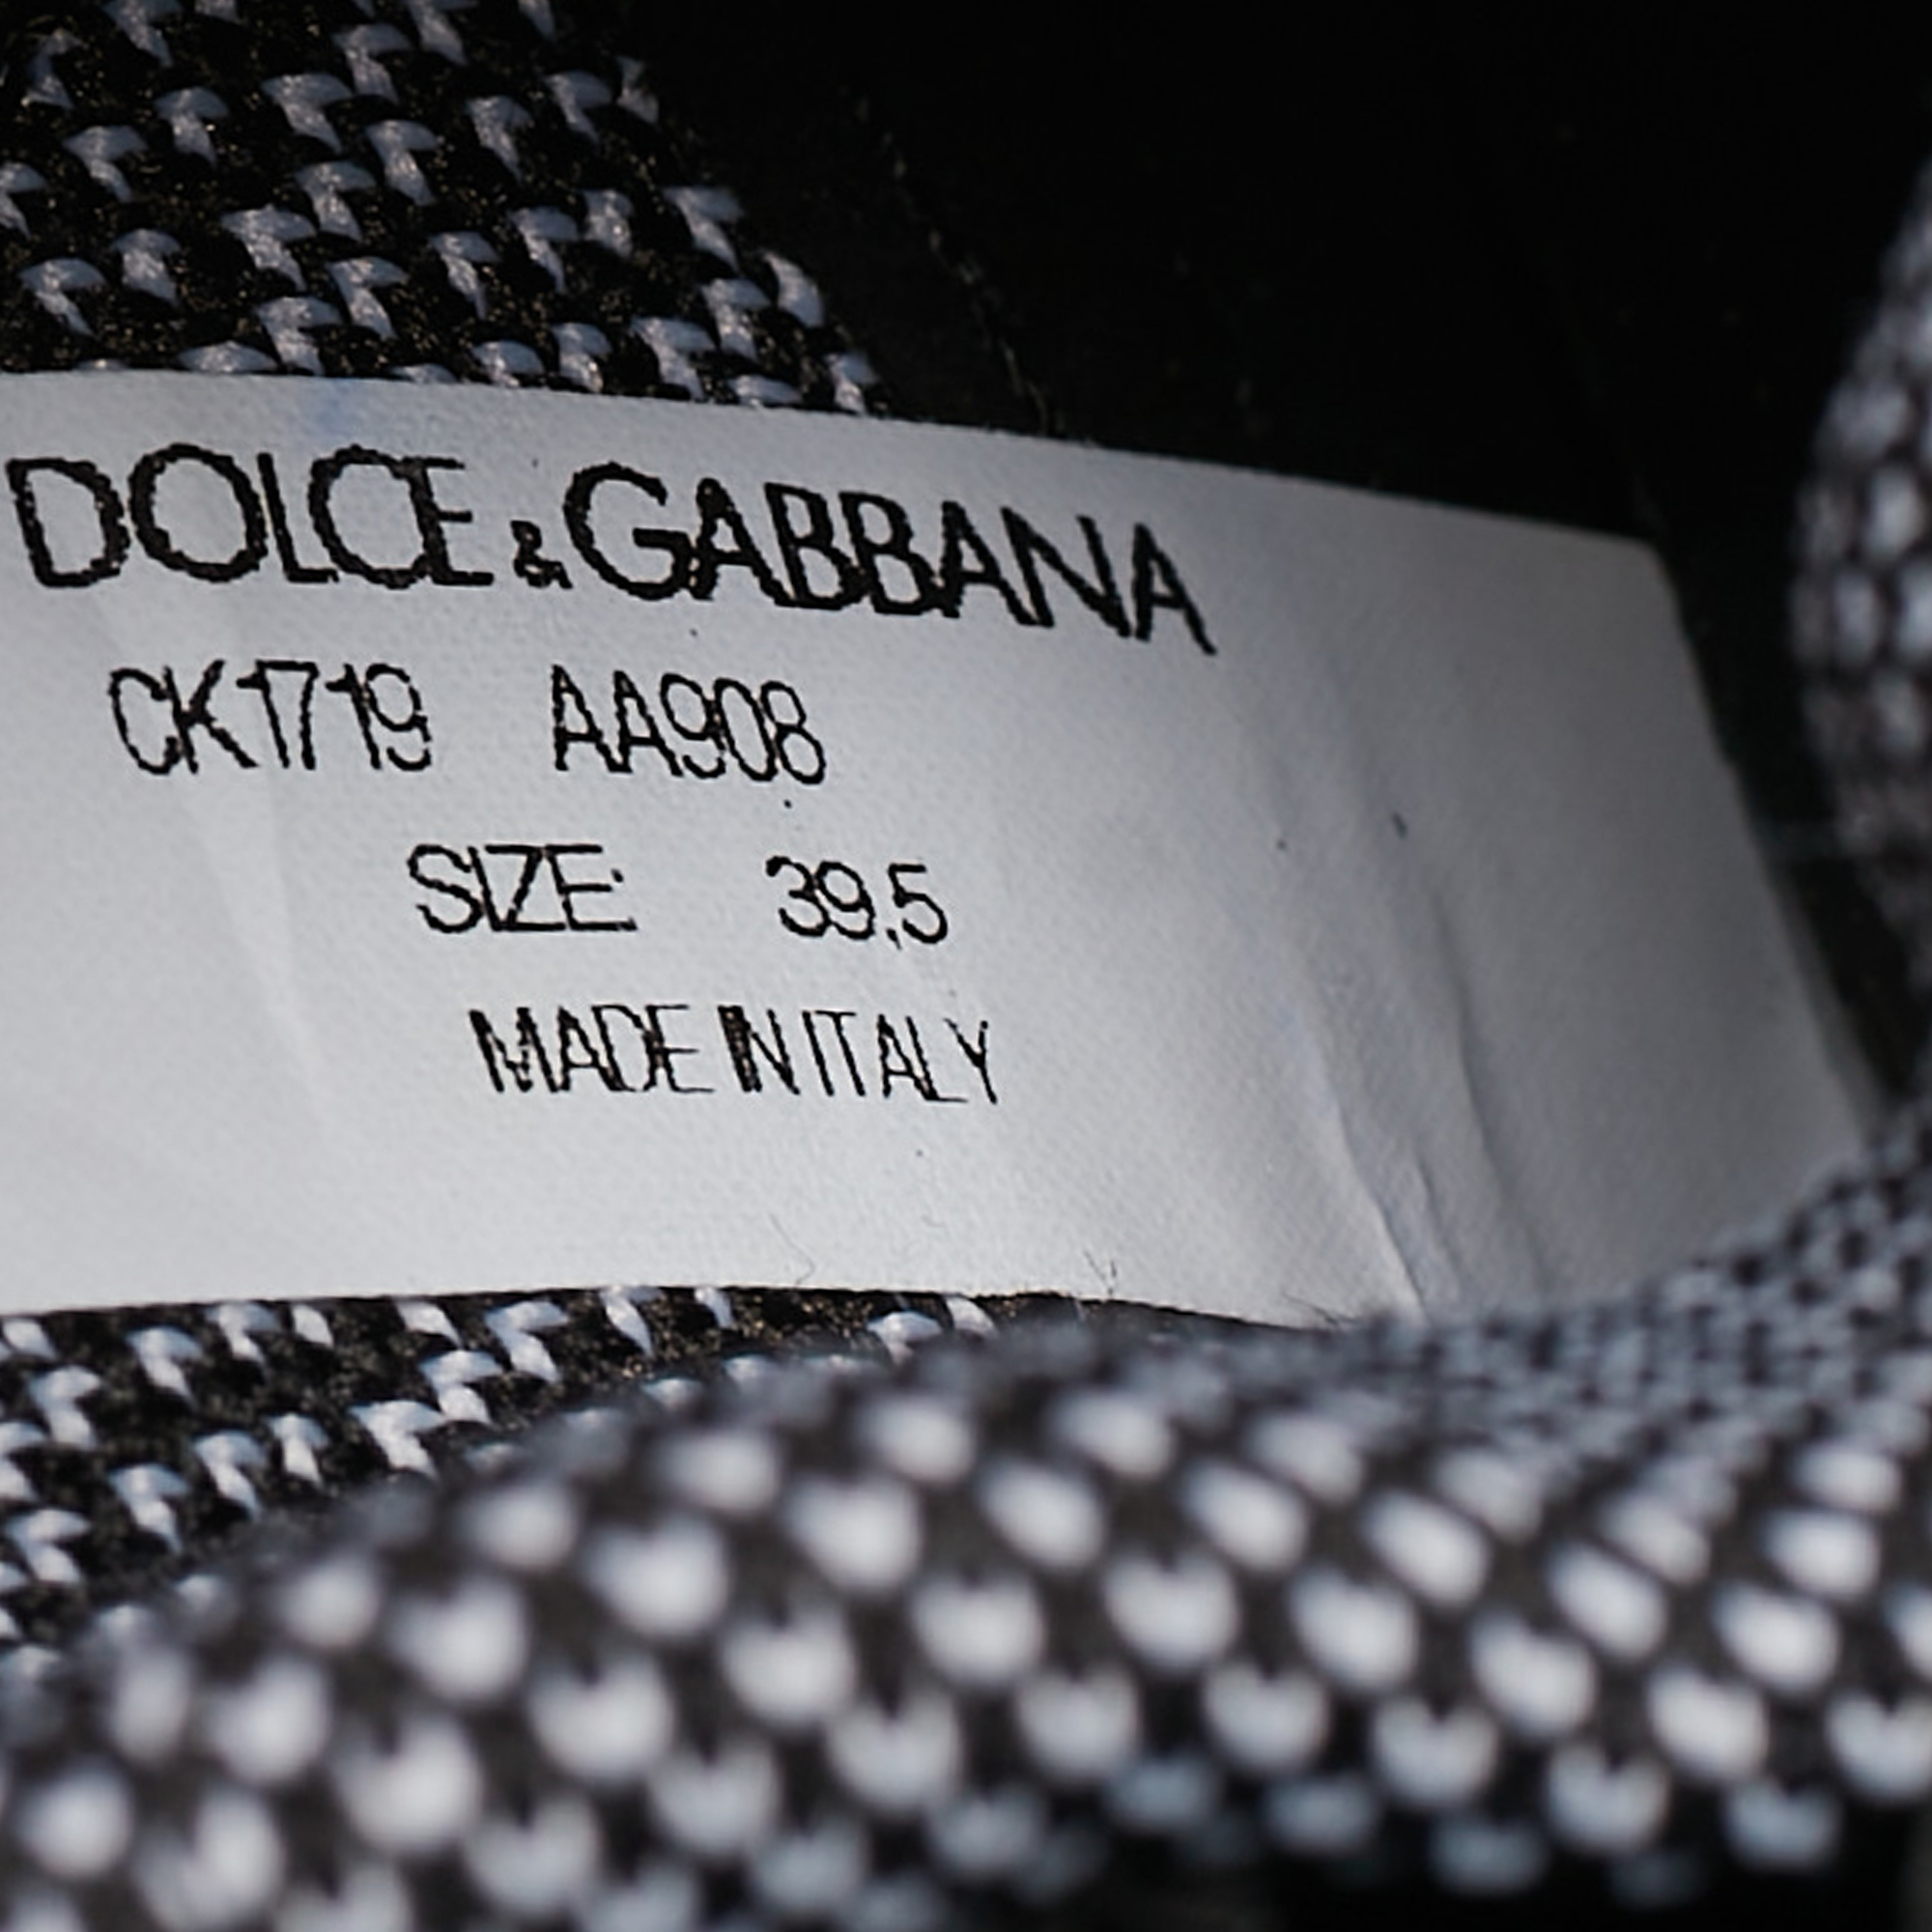 DOLCE & GABBANA
CK1719 AA908
SIZE: 39,5
MADE IN ITALY